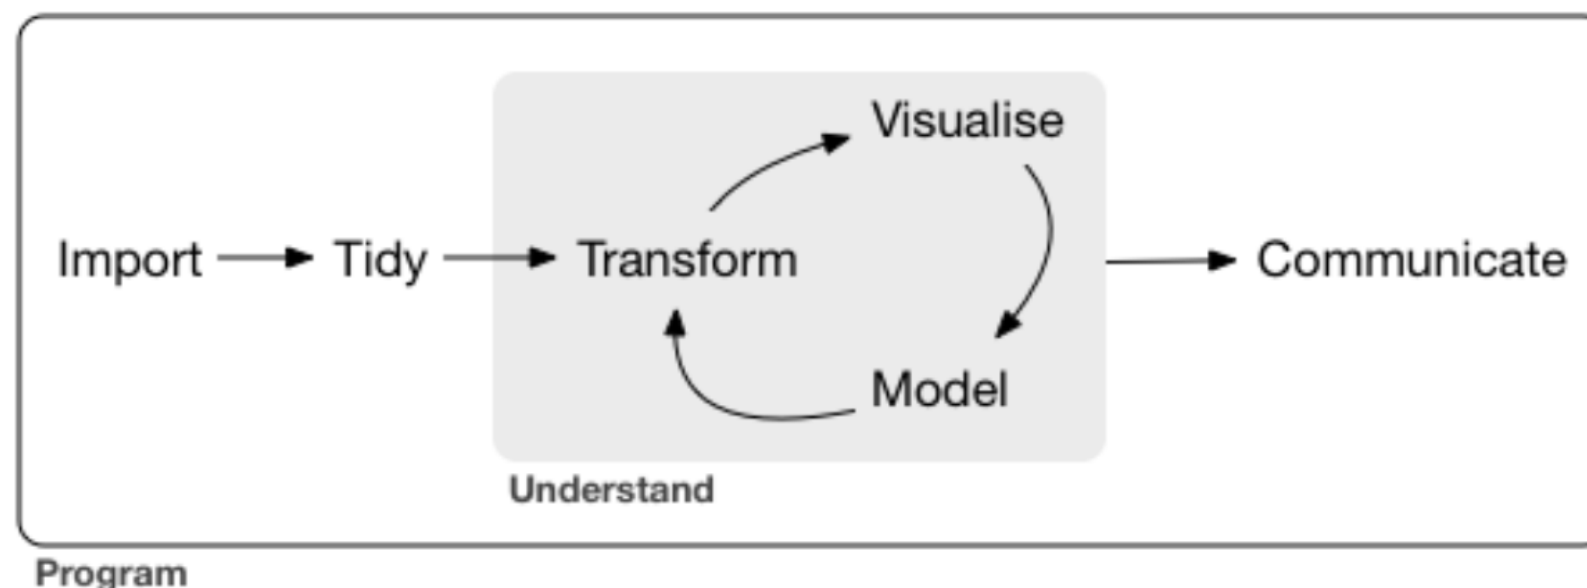 Visualise
Import Tidy Transform Communicate
Model
Understand
Program